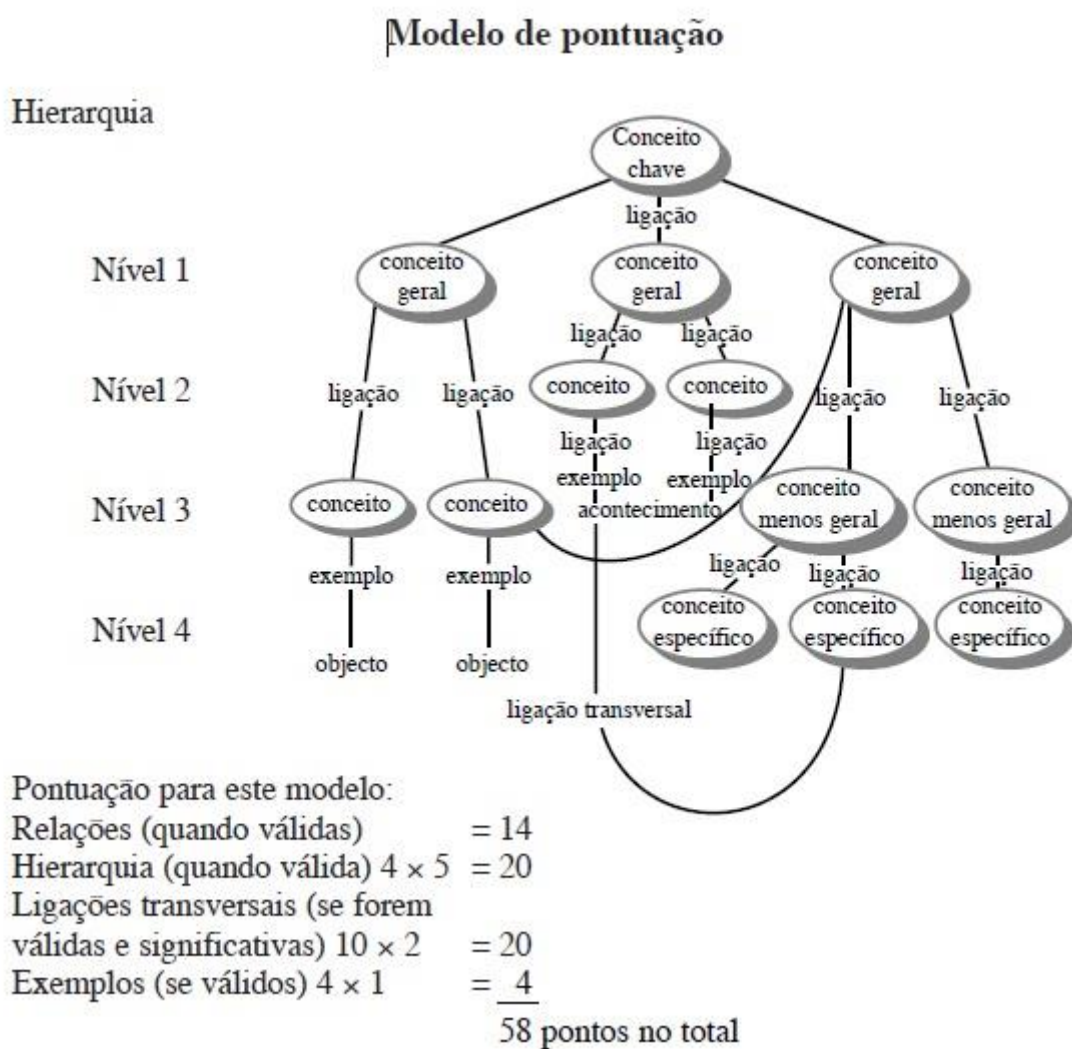 Modelo de pontuação
Hierarquia
Conceito
chave
ligação
Nível 1
conceito
geral
conceito
geral
conceito
geral
ligação
ligação
Nível 2
ligação
ligação
conceito
conceito
ligação
ligação
ligação
ligação
exemplo
exemplo
Nível 3
conceito
conceito
acontecimento
conceito
menos geral
conceito
menos geral
exemplo
exemplo
ligação
ligação
ligação
Nível 4
conceito
específico
conceito
específico
conceito
específico
objecto
objecto
ligação transversal
Pontuação para este modelo:
Relações (quando válidas) = 14
Hierarquia (quando válida) 4 × 5 = 20
Ligações transversais (se forem
válidas e significativas) 10 × 2 = 20
Exemplos (se válidos) 4 × 1 = 4
58 pontos no total